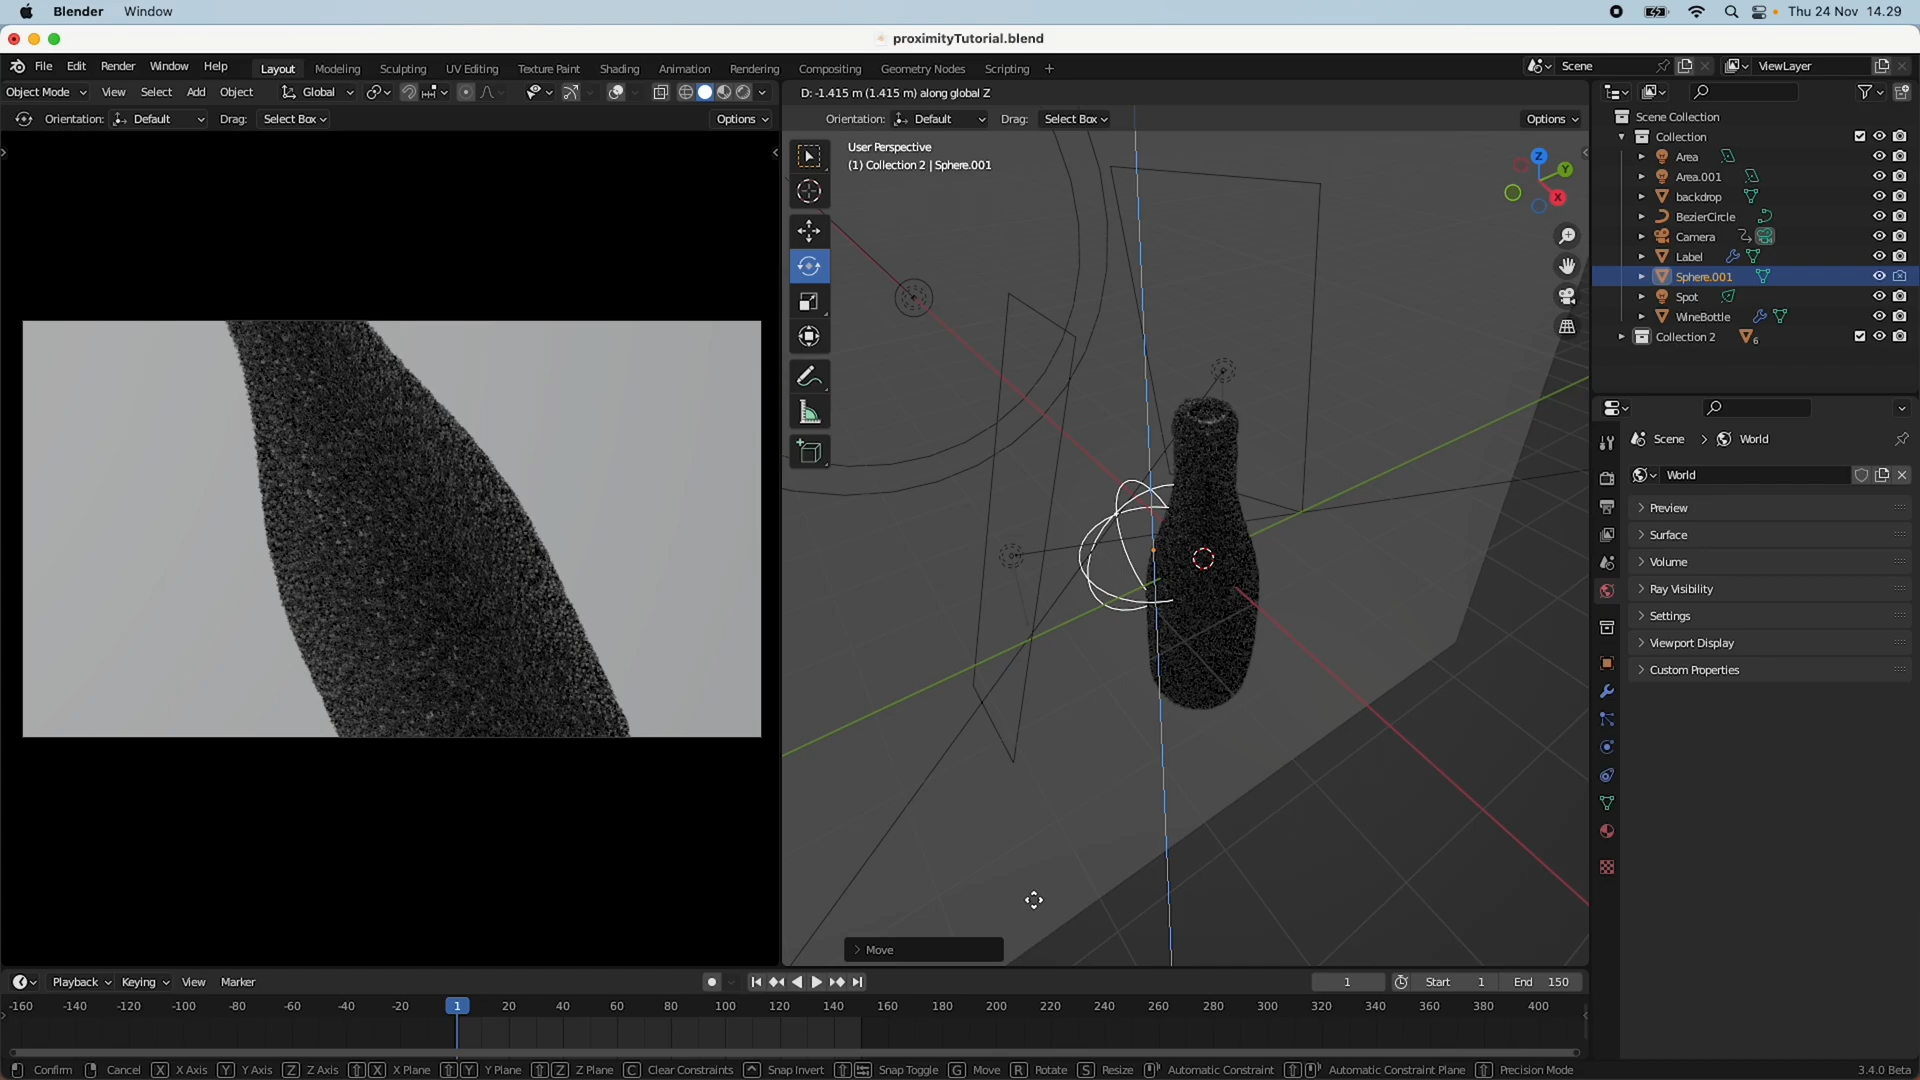 Blender Window Thu 24 Nov 14.29
proximityTutorial.blend
File Edit Render Window Help Layout Modeling Sculpting UV Editing Texture Paint Shading Animation Rendering Compositing Geometry Nodes Scripting + Scene ViewLayer
Object Mode View Select Add Object Global D: -1.415 m (1.415 m) along global Z
Orientation: Default Drag: Select Box Options Orientation: Default Drag: Select Box Options
User Perspective
(1) Collection 2 | Sphere.001
Z
Y
X
Scene Collection
Collection
Area
Area.001
backdrop
BezierCircle
Camera
Label
Sphere.001
Spot
WineBottle
Collection 2 6
Scene > World
World
Preview
Surface
Volume
Ray Visibility
Settings
Viewport Display
Custom Properties
Move
Playback Keying View Marker 1 Start 1 End 150
-160 -140 -120 -100 -80 -60 -40 -20 1 20 40 60 80 100 120 140 160 180 200 220 240 260 280 300 320 340 360 380 400
Confirm Cancel X X Axis Y Y Axis Z Z Axis X X Plane Y Y Plane Z Z Plane C Clear Constraints Snap Invert Snap Toggle G Move R Rotate S Resize Automatic Constraint Automatic Constraint Plane Precision Mode 3.4.0 Beta